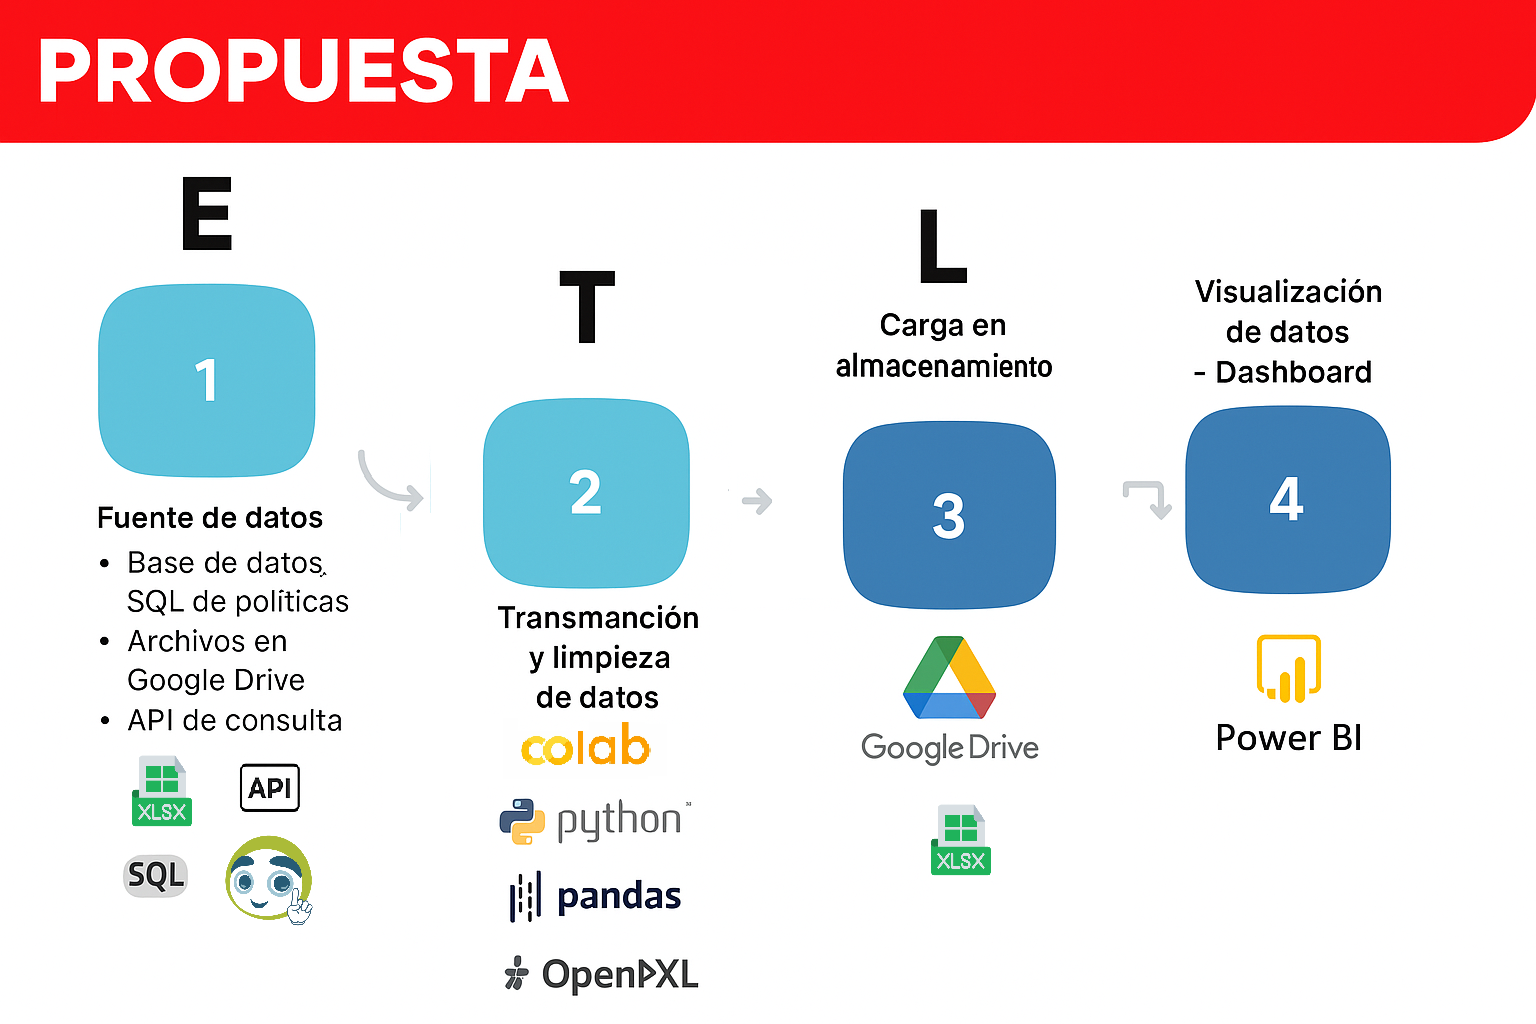 PROPUESTA
E
1
Fuente de datos
• Base de datos
SQL de políticas
• Archivos en
Google Drive
• API de consulta
XLSX
API
SQL
T
2
Transmanción
y limpieza
de datos
colab
python
pandas
OpenÞXL
L
Carga en
almacenamiento
3
Google Drive
XLSX
Visualización
de datos
- Dashboard
4
Power BI